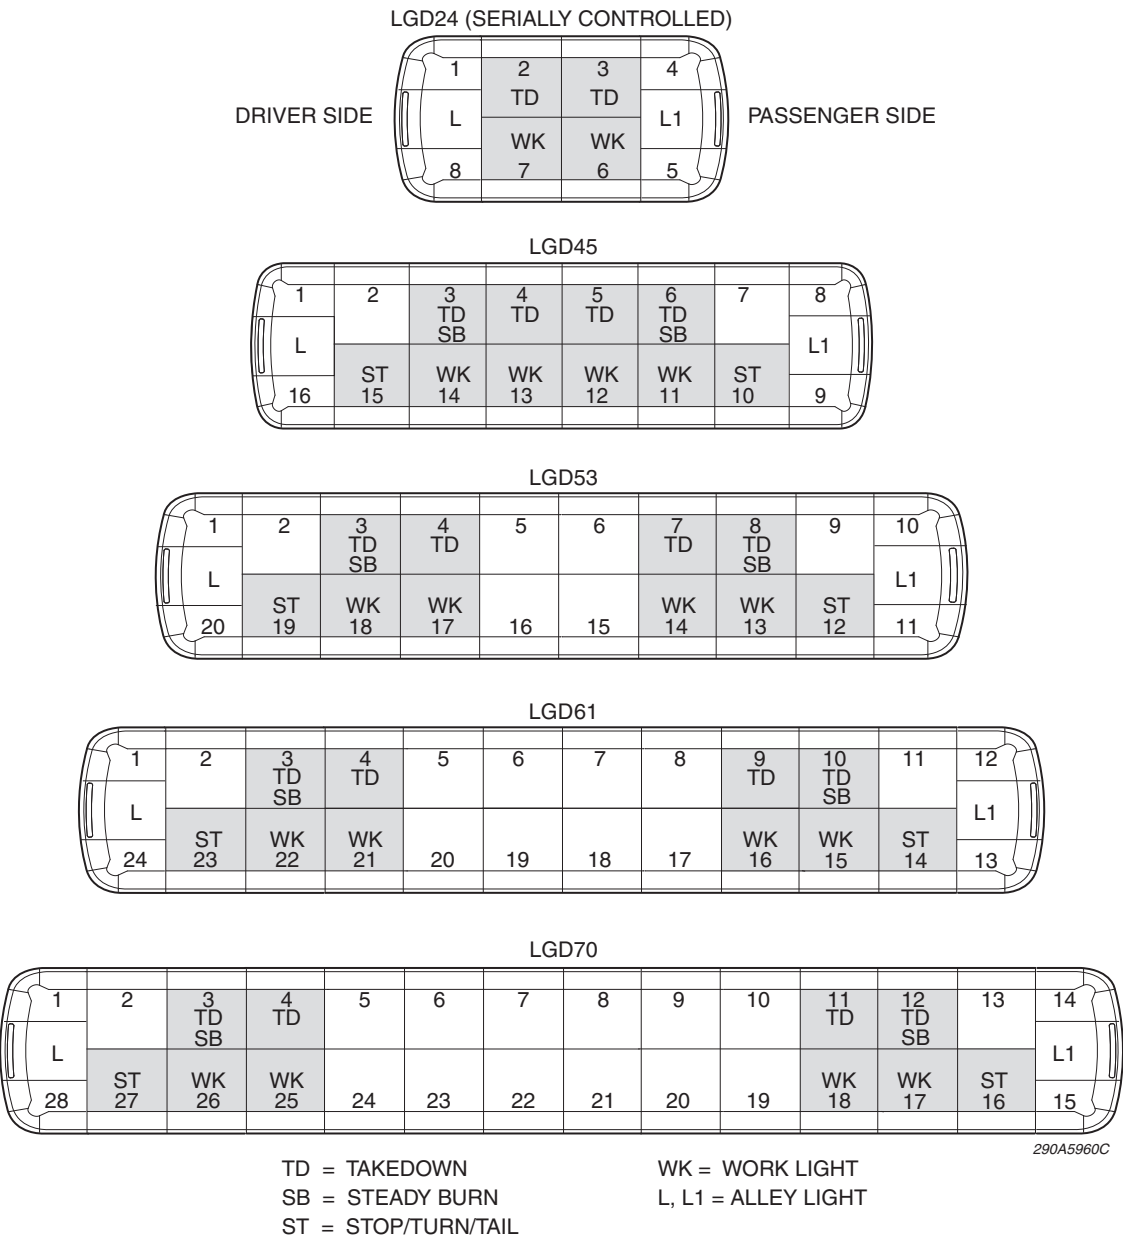 LGD24 (SERIALLY CONTROLLED)
1 2 3 4
TD TD
DRIVER SIDE L L1 PASSENGER SIDE
WK WK
8 7 6 5
LGD45
1 2 3 4 5 6 7 8
TD TD TD TD
SB SB
L L1
ST WK WK WK WK ST
16 15 14 13 12 11 10 9
LGD53
1 2 3 4 5 6 7 8 9 10
TD TD TD TD
SB SB
L L1
ST WK WK WK WK ST
20 19 18 17 16 15 14 13 12 11
LGD61
1 2 3 4 5 6 7 8 9 10 11 12
TD TD TD TD
SB SB
L L1
ST WK WK WK WK ST
24 23 22 21 20 19 18 17 16 15 14 13
LGD70
1 2 3 4 5 6 7 8 9 10 11 12 13 14
TD TD TD TD
SB SB
L L1
ST WK WK WK WK ST
28 27 26 25 24 23 22 21 20 19 18 17 16 15
290A5960C
TD = TAKEDOWN WK = WORK LIGHT
SB = STEADY BURN L, L1 = ALLEY LIGHT
ST = STOP/TURN/TAIL